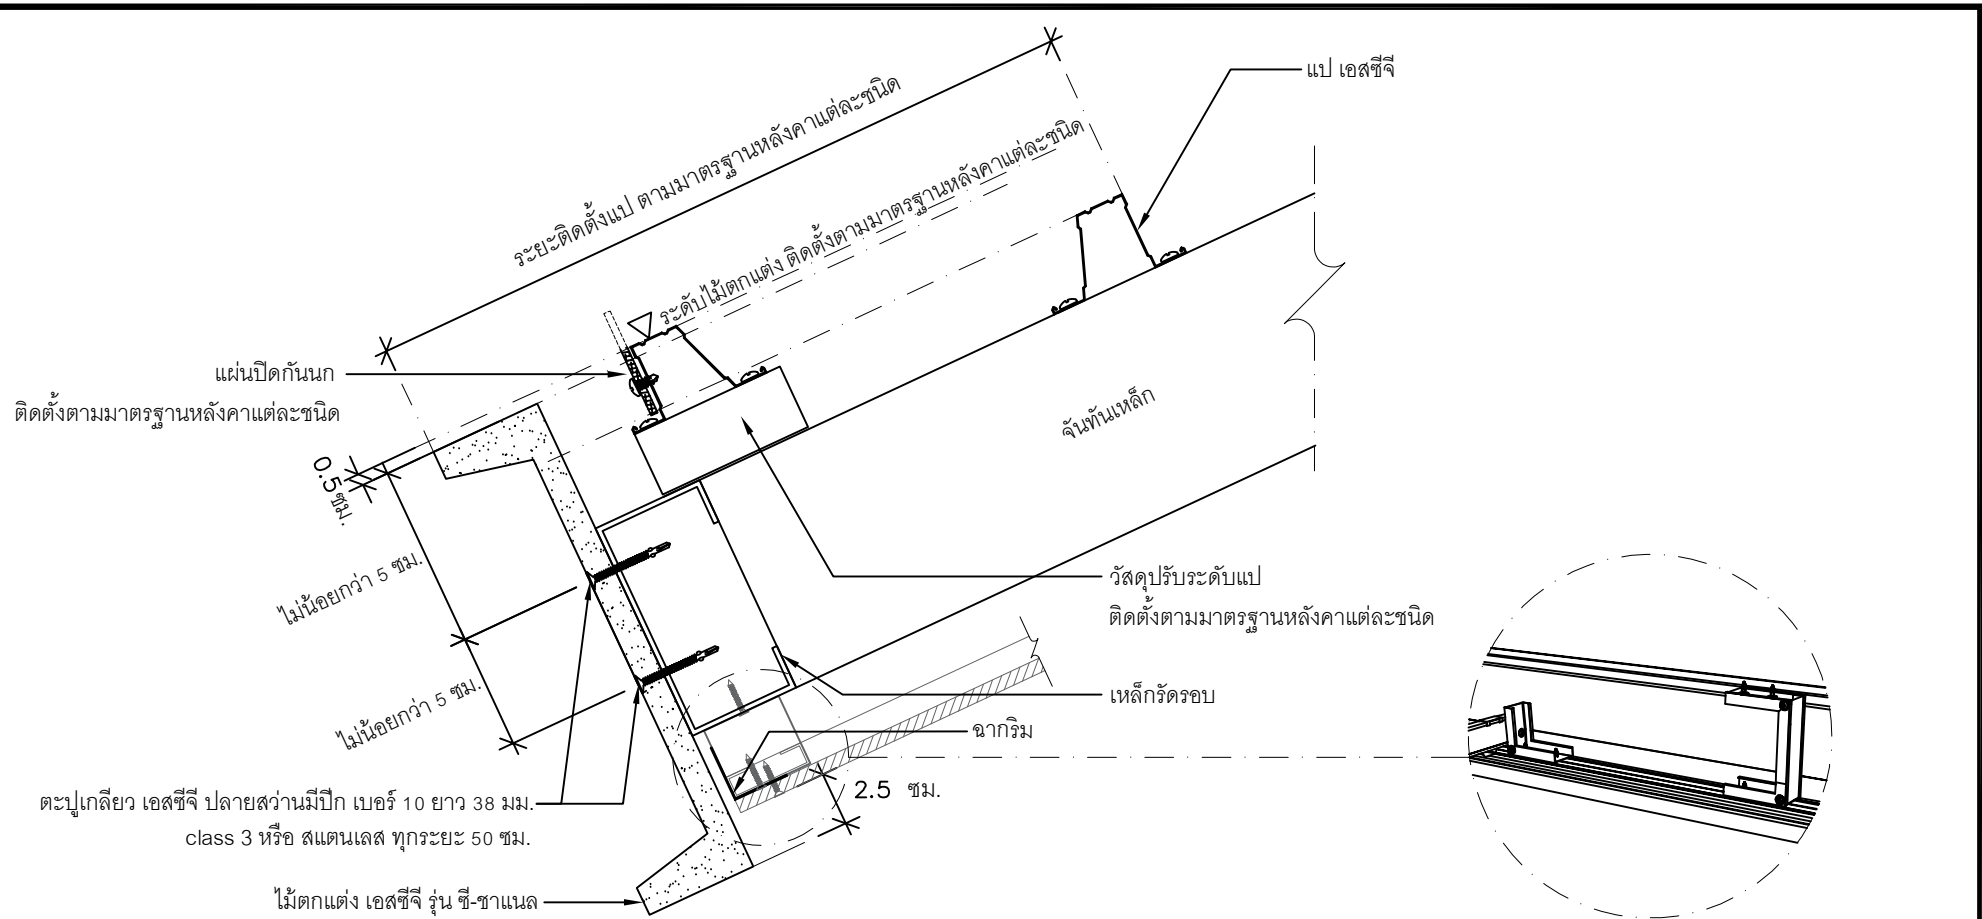 แป เอสซีจี
ระยะติดตั้งแป ตามมาตรฐานหลังคาแต่ละชนิด
ระดับไม้ตกแต่ง ติดตั้งตามมาตรฐานหลังคาแต่ละชนิด
แผ่นปิดกันนก
ติดตั้งตามมาตรฐานหลังคาแต่ละชนิด
จันทันเหล็ก
0.5 ซม.
ไม่น้อยกว่า 5 ซม.
วัสดุปรับระดับแป
ติดตั้งตามมาตรฐานหลังคาแต่ละชนิด
ไม่น้อยกว่า 5 ซม.
เหล็กรัดรอบ
ฉากริม
2.5 ซม.
ตะปูเกลียว เอสซีจี ปลายสว่านมีปีก เบอร์ 10 ยาว 38 มม.
class 3 หรือ สแตนเลส ทุกระยะ 50 ซม.
ไม้ตกแต่ง เอสซีจี รุ่น ซี-ชาแนล